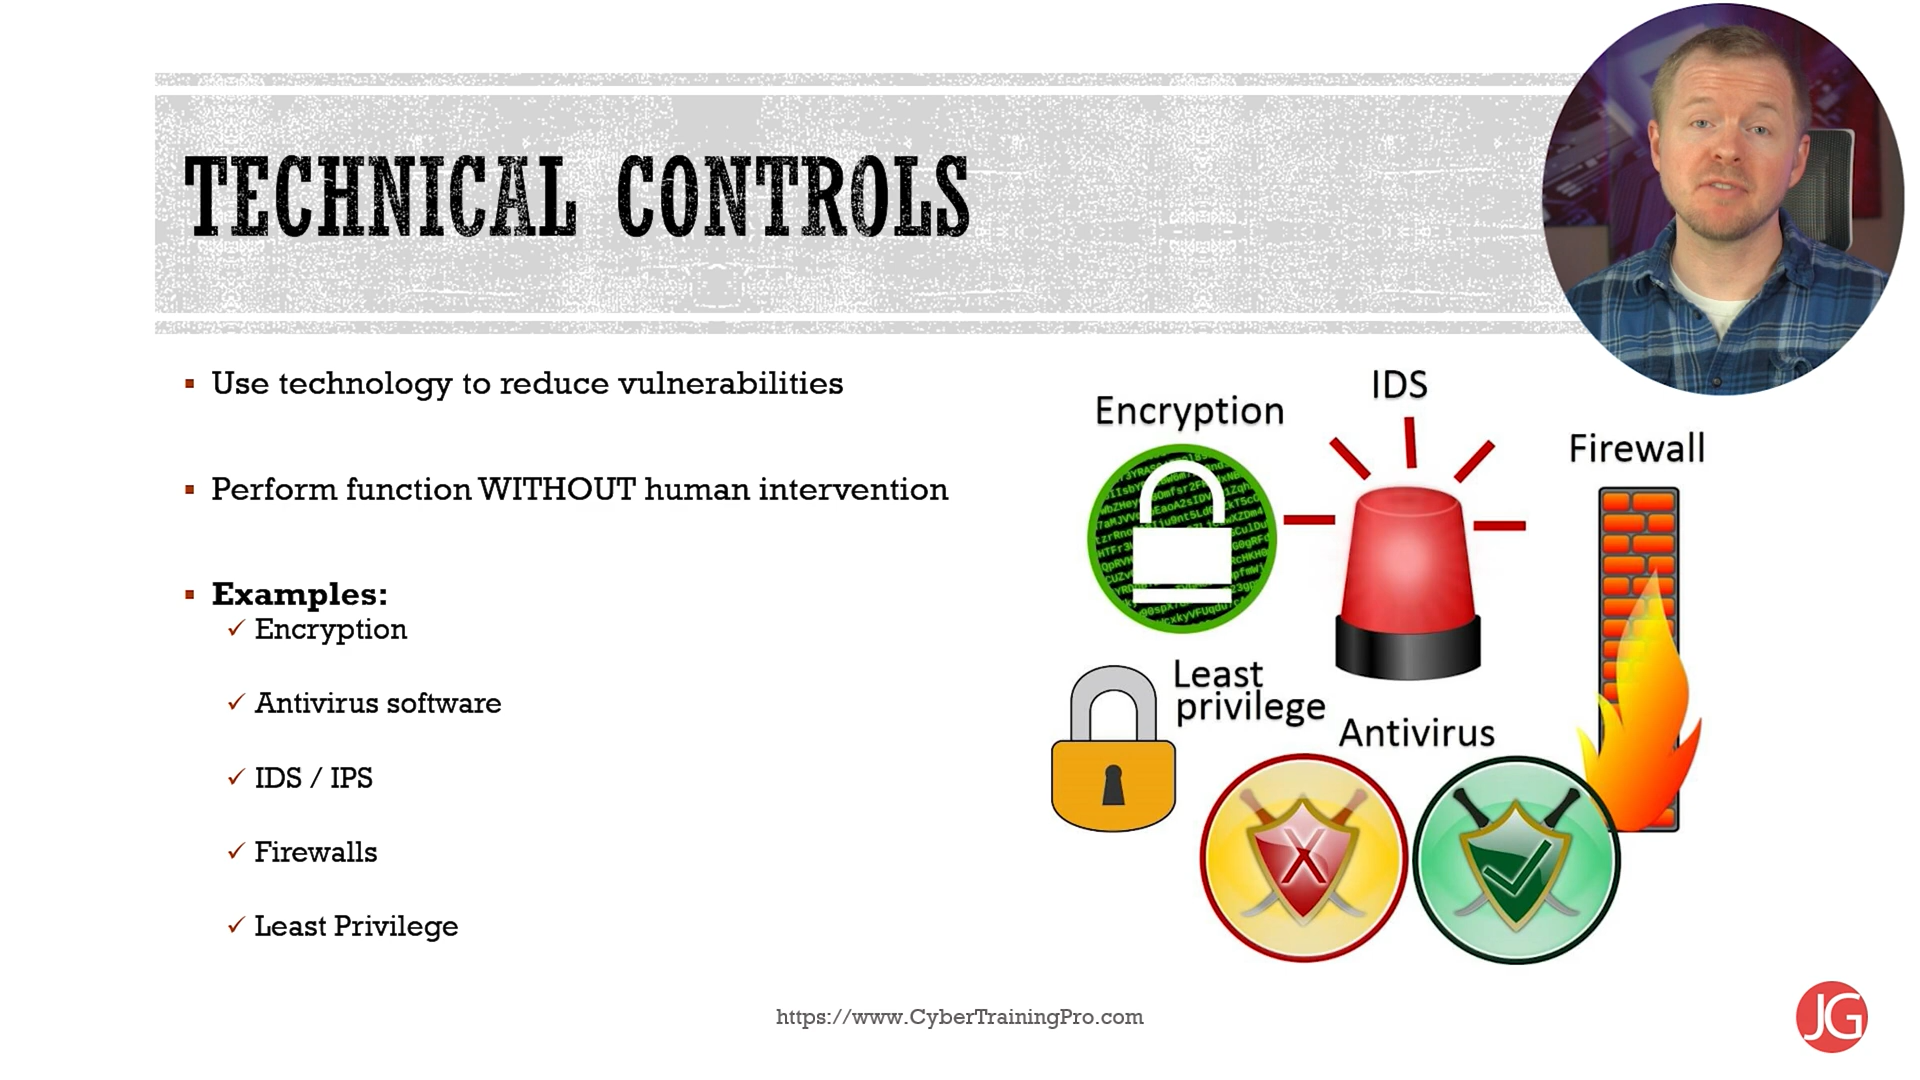 TECHNICAL CONTROLS
Use technology to reduce vulnerabilities
Perform function WITHOUT human intervention
Examples:
Encryption
Antivirus software
IDS / IPS
Firewalls
Least Privilege
IDS
Encryption
Firewall
Least
privilege
Antivirus
https://www.CyberTrainingPro.com
JG